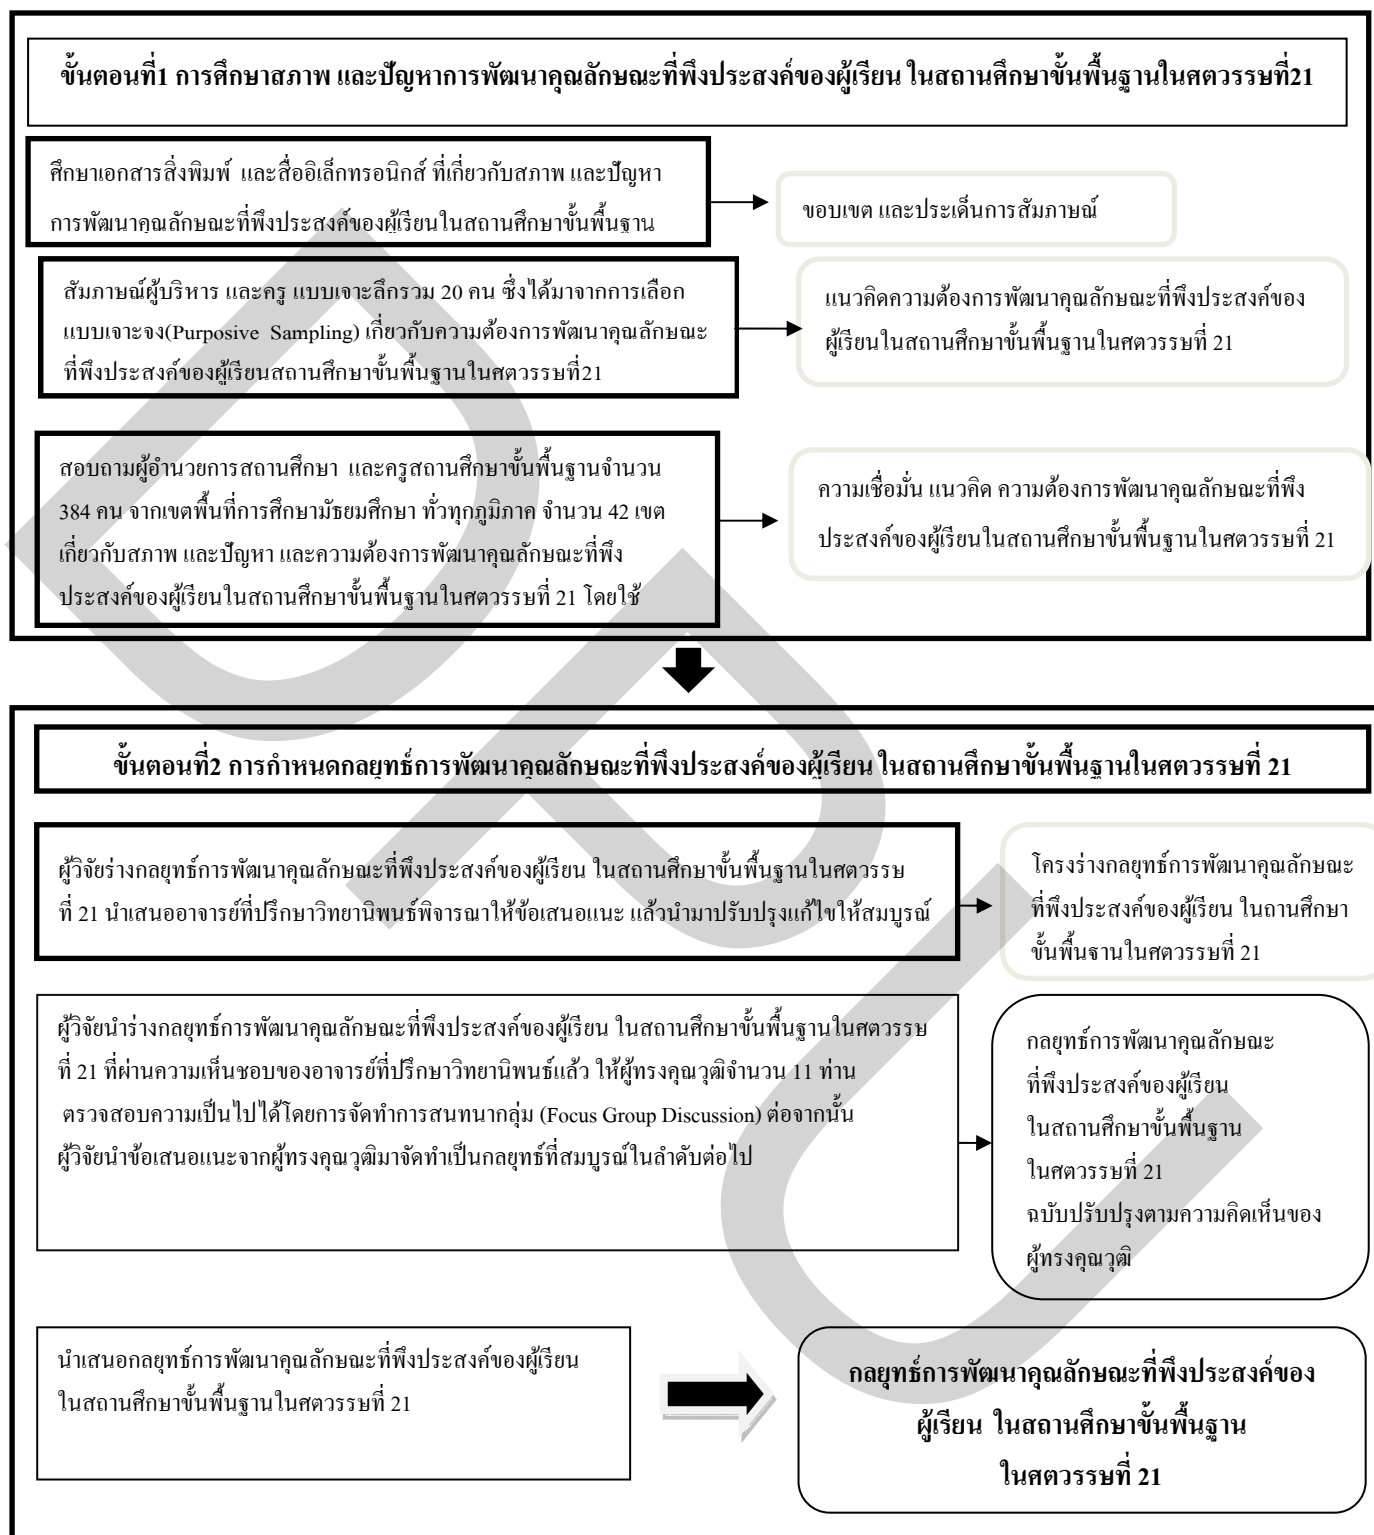 ขั้นตอนที่1 การศึกษาสภาพ และปัญหาการพัฒนาคุณลักษณะที่พึงประสงค์ของผู้เรียน ในสถานศึกษาขั้นพื้นฐานในศตวรรษที่21
ศึกษาเอกสารสิ่งพิมพ์ และสื่ออิเล็กทรอนิกส์ ที่เกี่ยวกับสภาพ และปัญหา
การพัฒนาคุณลักษณะที่พึงประสงค์ของผู้เรียนในสถานศึกษาขั้นพื้นฐาน
ขอบเขต และประเด็นการสัมภาษณ์
สัมภาษณ์ผู้บริหาร และครู แบบเจาะลึกรวม 20 คน ซึ่งได้มาจากการเลือก
แบบเจาะจง(Purposive Sampling) เกี่ยวกับความต้องการพัฒนาคุณลักษณะ
ที่พึงประสงค์ของผู้เรียนสถานศึกษาขั้นพื้นฐานในศตวรรษที่21
แนวคิดความต้องการพัฒนาคุณลักษณะที่พึงประสงค์ของ
ผู้เรียนในสถานศึกษาขั้นพื้นฐานในศตวรรษที่ 21
สอบถามผู้อำนวยการสถานศึกษา และครูสถานศึกษาขั้นพื้นฐานจำนวน
384 คน จากเขตพื้นที่การศึกษามัธยมศึกษา ทั่วทุกภูมิภาค จำนวน 42 เขต
เกี่ยวกับสภาพ และปัญหา และความต้องการพัฒนาคุณลักษณะที่พึง
ประสงค์ของผู้เรียนในสถานศึกษาขั้นพื้นฐานในศตวรรษที่ 21 โดยใช้
ความเชื่อมั่น แนวคิด ความต้องการพัฒนาคุณลักษณะที่พึง
ประสงค์ของผู้เรียนในสถานศึกษาขั้นพื้นฐานในศตวรรษที่ 21
ขั้นตอนที่2 การกำหนดกลยุทธ์การพัฒนาคุณลักษณะที่พึงประสงค์ของผู้เรียน ในสถานศึกษาขั้นพื้นฐานในศตวรรษที่ 21
ผู้วิจัยร่างกลยุทธ์การพัฒนาคุณลักษณะที่พึงประสงค์ของผู้เรียน ในสถานศึกษาขั้นพื้นฐานในศตวรรษ
ที่ 21 นำเสนออาจารย์ที่ปรึกษาวิทยานิพนธ์พิจารณาให้ข้อเสนอแนะ แล้วนำมาปรับปรุงแก้ไขให้สมบูรณ์
โครงร่างกลยุทธ์การพัฒนาคุณลักษณะ
ที่พึงประสงค์ของผู้เรียน ในถานศึกษา
ขั้นพื้นฐานในศตวรรษที่ 21
ผู้วิจัยนำร่างกลยุทธ์การพัฒนาคุณลักษณะที่พึงประสงค์ของผู้เรียน ในสถานศึกษาขั้นพื้นฐานในศตวรรษ
ที่ 21 ที่ผ่านความเห็นชอบของอาจารย์ที่ปรึกษาวิทยานิพนธ์แล้ว ให้ผู้ทรงคุณวุฒิจำนวน 11 ท่าน
ตรวจสอบความเป็นไปได้โดยการจัดทำการสนทนากลุ่ม (Focus Group Discussion) ต่อจากนั้น
ผู้วิจัยนำข้อเสนอแนะจากผู้ทรงคุณวุฒิมาจัดทำเป็นกลยุทธ์ที่สมบูรณ์ในลำดับต่อไป
กลยุทธ์การพัฒนาคุณลักษณะ
ที่พึงประสงค์ของผู้เรียน
ในสถานศึกษาขั้นพื้นฐาน
ในศตวรรษที่ 21
ฉบับปรับปรุงตามความคิดเห็นของ
ผู้ทรงคุณวุฒิ
นำเสนอกลยุทธ์การพัฒนาคุณลักษณะที่พึงประสงค์ของผู้เรียน
ในสถานศึกษาขั้นพื้นฐานในศตวรรษที่ 21
กลยุทธ์การพัฒนาคุณลักษณะที่พึงประสงค์ของ
ผู้เรียน ในสถานศึกษาขั้นพื้นฐาน
ในศตวรรษที่ 21
DPU